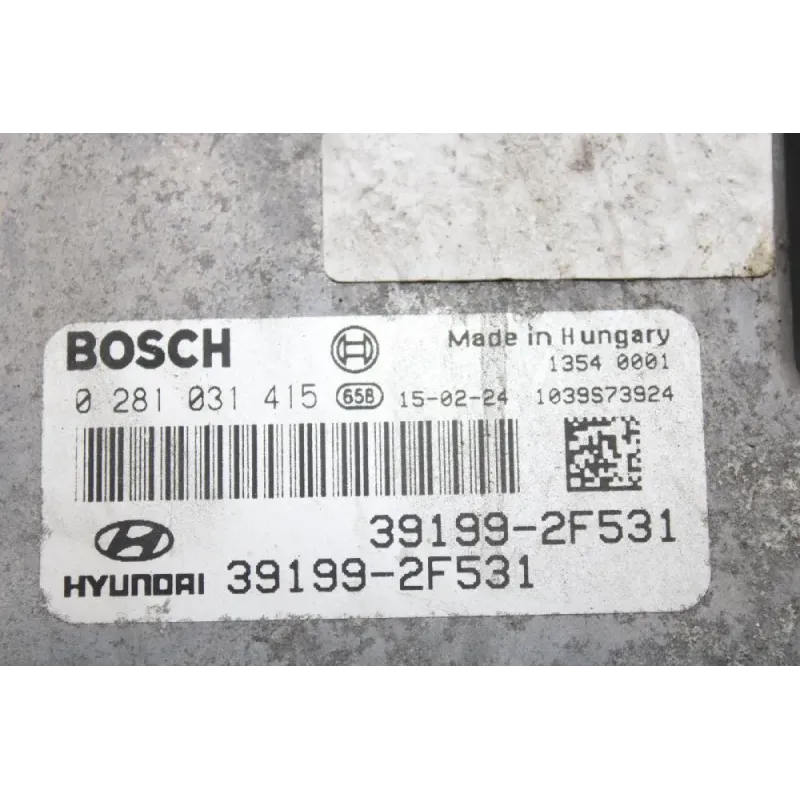 BOSCH Made in Hungary
1354 0001
0 281 031 415 65B 15-02-24 1039S73924
39199-2F531
HYUNDAI 39199-2F531